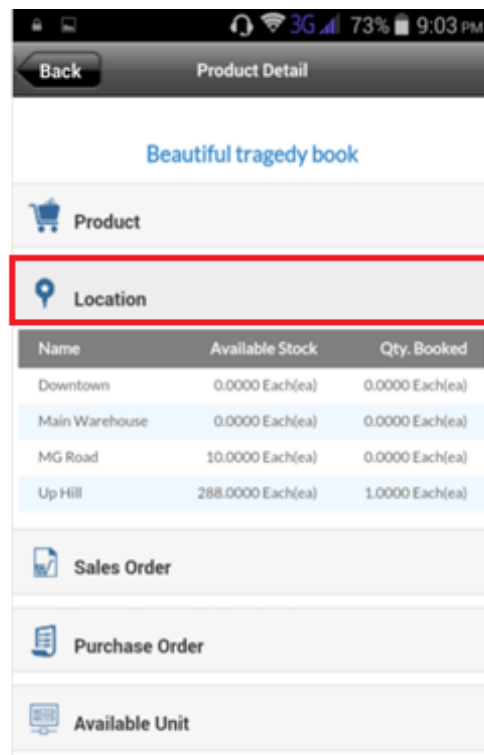 3G 73% 9:03 PM
Back Product Detail
Beautiful tragedy book
Product
Location
Name Available Stock Qty. Booked
Downtown 0.0000 Each(ea) 0.0000 Each(ea)
Main Warehouse 0.0000 Each(ea) 0.0000 Each(ea)
MG Road 10.0000 Each(ea) 0.0000 Each(ea)
Up Hill 288.0000 Each(ea) 1.0000 Each(ea)
Sales Order
Purchase Order
Available Unit